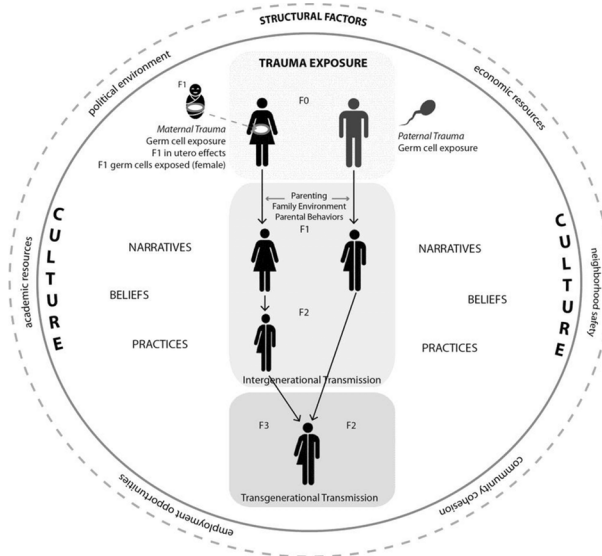 STRUCTURAL FACTORS
political environment
economic resources
TRAUMA EXPOSURE
F1
F0
Maternal Trauma
Germ cell exposure
F1 in utero effects
F1 germ cells exposed (female)
Paternal Trauma
Germ cell exposure
Parenting
Family Environment
Parental Behaviors
F1
CULTURE
CULTURE
academic resources
neighborhood safety
NARRATIVES
BELIEFS
PRACTICES
NARRATIVES
BELIEFS
PRACTICES
F2
Intergenerational Transmission
F3
F2
Transgenerational Transmission
employment opportunities
community cohesion